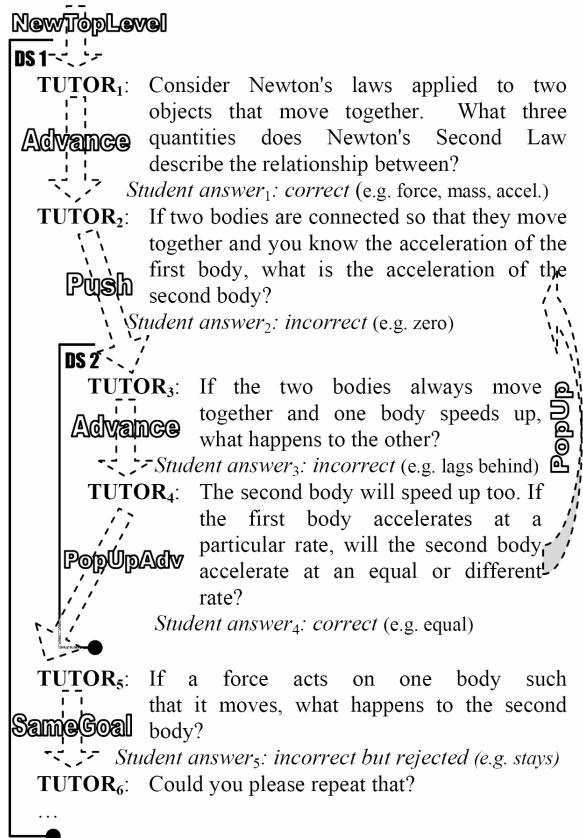 NewTopLevel
DS 1
TUTOR₁: Consider Newton's laws applied to two
objects that move together. What three
Advance
quantities does Newton's Second Law
describe the relationship between?
Student answer₁: correct (e.g. force, mass, accel.)
TUTOR₂: If two bodies are connected so that they move
together and you know the acceleration of the
first body, what is the acceleration of the
Push
second body?
Student answer₂: incorrect (e.g. zero)
DS 2
TUTOR₃: If the two bodies always move
together and one body speeds up,
Advance
what happens to the other?
PopUp
Student answer₃: incorrect (e.g. lags behind)
TUTOR₄: The second body will speed up too. If
the first body accelerates at a
particular rate, will the second body
PopUpAdv
accelerate at an equal or different
rate?
Student answer₄: correct (e.g. equal)
TUTOR₅: If a force acts on one body such
that it moves, what happens to the second
SameGoal
body?
Student answer₅: incorrect but rejected (e.g. stays)
TUTOR₆: Could you please repeat that?
...